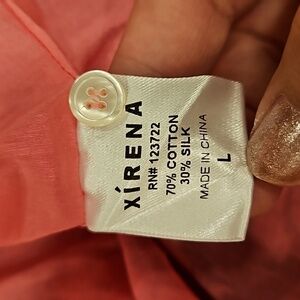 XíRENA
RN# 123722
70% COTTON
30% SILK
MADE IN CHINA
L